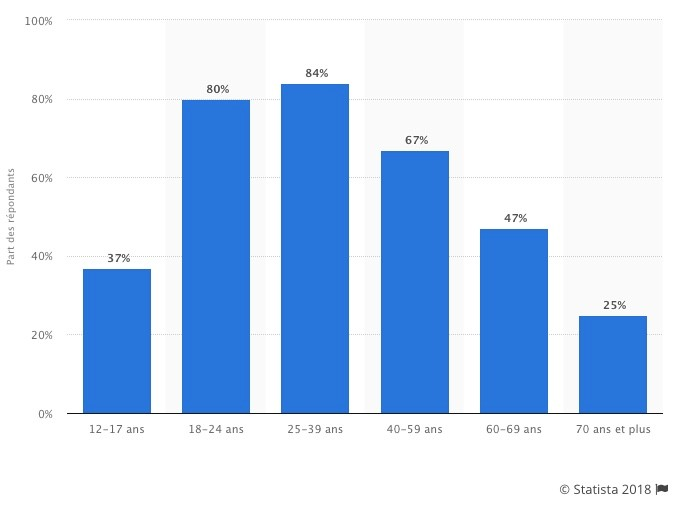 100%
80%
60%
40%
20%
0%
Part des répondants
37%
80%
84%
67%
47%
25%
12–17 ans
18–24 ans
25–39 ans
40–59 ans
60–69 ans
70 ans et plus
© Statista 2018